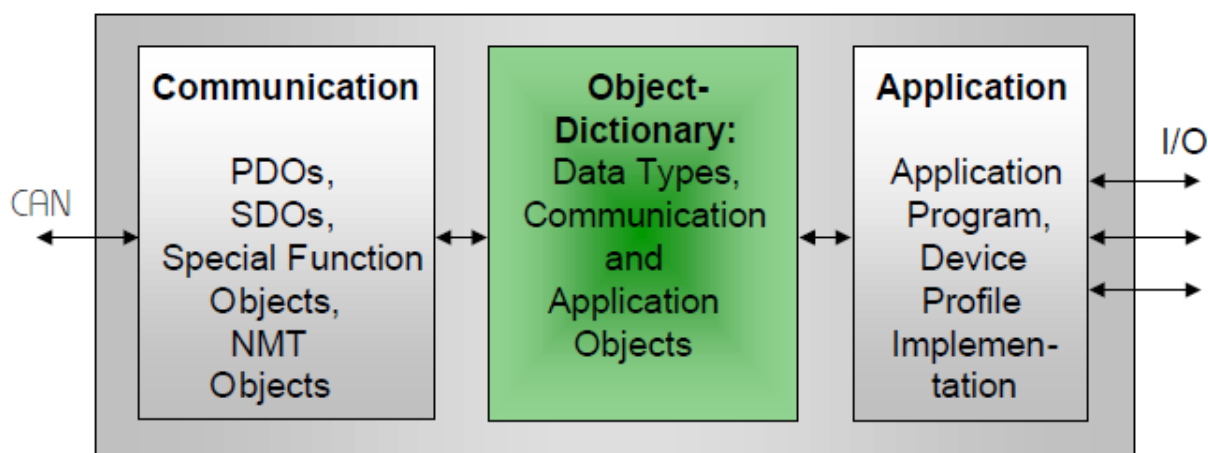 CAN
Communication
PDOs,
SDOs,
Special Function
Objects,
NMT
Objects
Object-
Dictionary:
Data Types,
Communication
and
Application
Objects
Application
Application
Program,
Device
Profile
Implemen-
tation
I/O